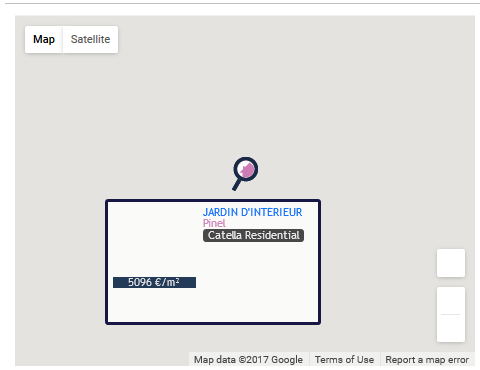 Map Satellite
JARDIN D'INTERIEUR
Pinel
Catella Residential
5096 €/m²
Map data ©2017 Google Terms of Use Report a map error